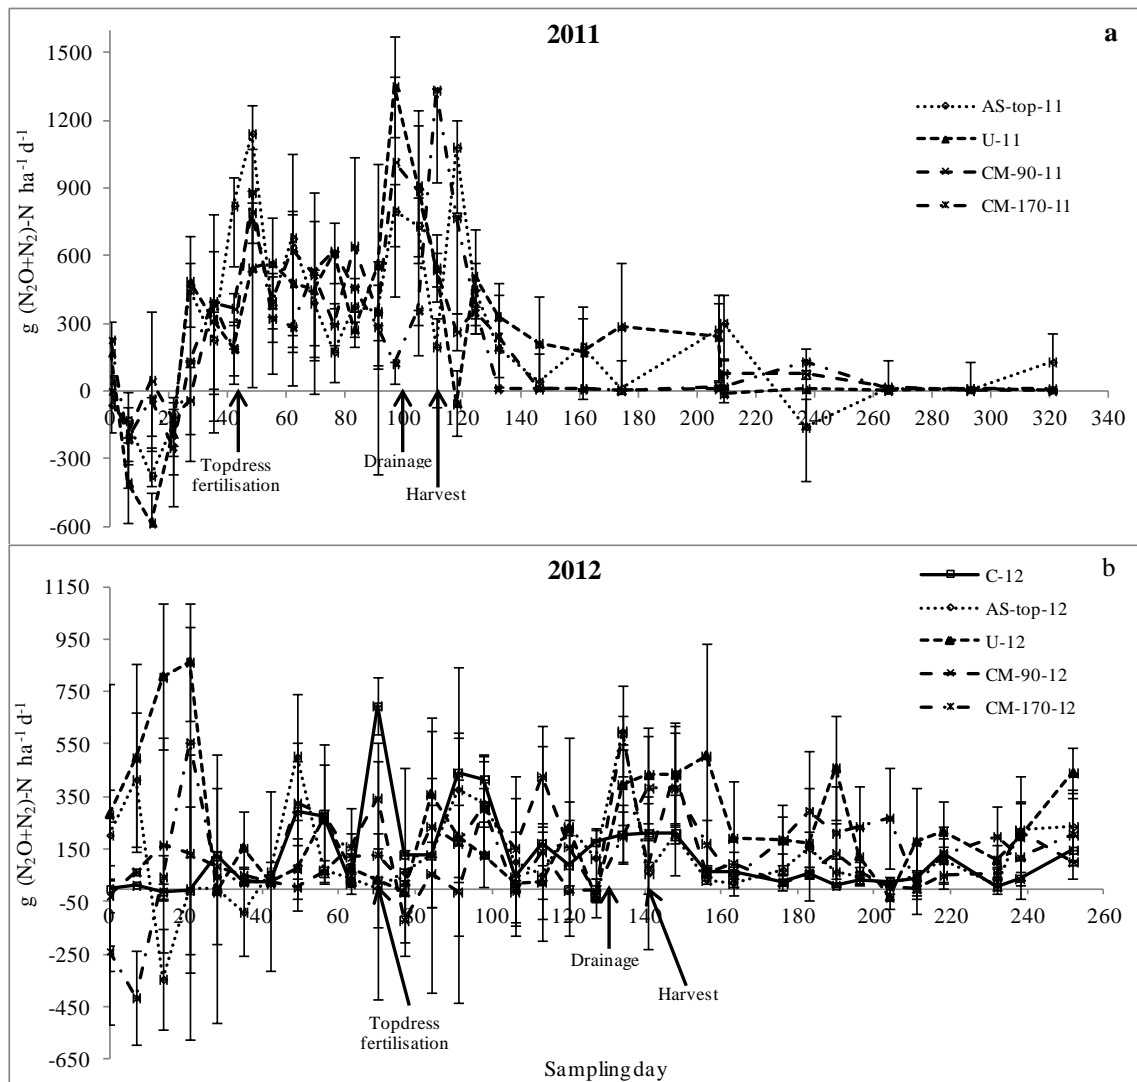 2011
a
g (N₂O+N₂)-N ha⁻¹ d⁻¹
1500
1200
900
600
300
0
-300
-600
0 20 40 60 80 100 120 140 160 180 200 220 240 260 280 300 320 340
AS-top-11
U-11
CM-90-11
CM-170-11
Topdress
fertilisation
Drainage
Harvest
2012
b
g (N₂O+N₂)-N ha⁻¹ d⁻¹
1150
950
750
550
350
150
-50
-250
-450
-650
0 20 40 60 80 100 120 140 160 180 200 220 240 260
C-12
AS-top-12
U-12
CM-90-12
CM-170-12
Topdress
fertilisation
Drainage
Harvest
Sampling day